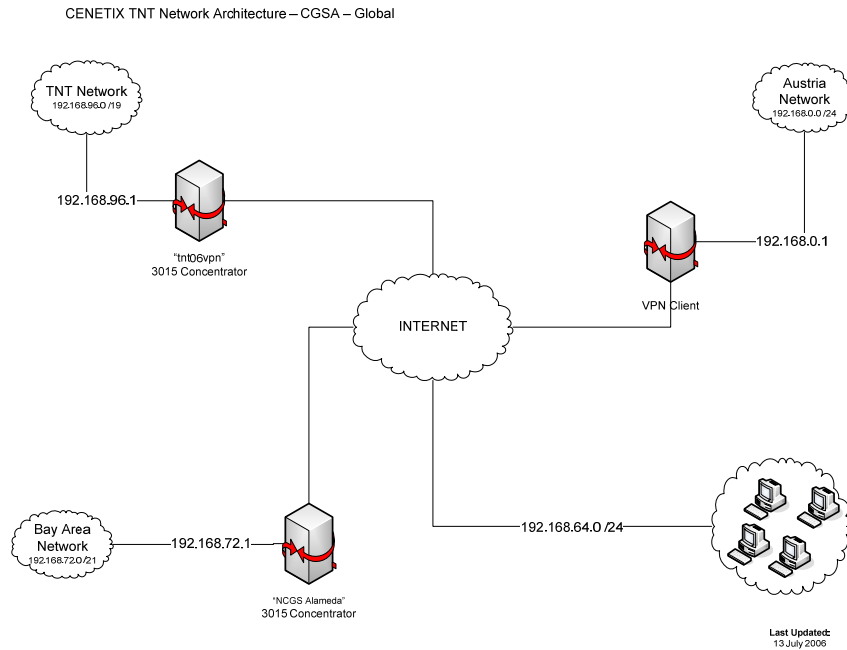 CENETIX TNT Network Architecture – CGSA – Global
TNT Network
192.168.96.0 /19
Austria
Network
192.168.0.0 /24
192.168.96.1
192.168.0.1
"tnt06vpn"
3015 Concentrator
VPN Client
INTERNET
192.168.64.0 /24
Bay Area
Network
192.168.72.0 /21
192.168.72.1
"NCGS Alameda"
3015 Concentrator
Last Updated:
13 July 2006